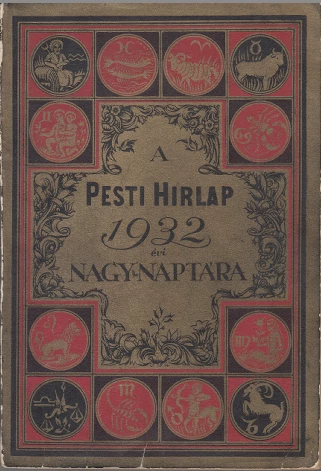 A
PESTI HIRLAP
1932
évi
NAGY NAPTÁRA